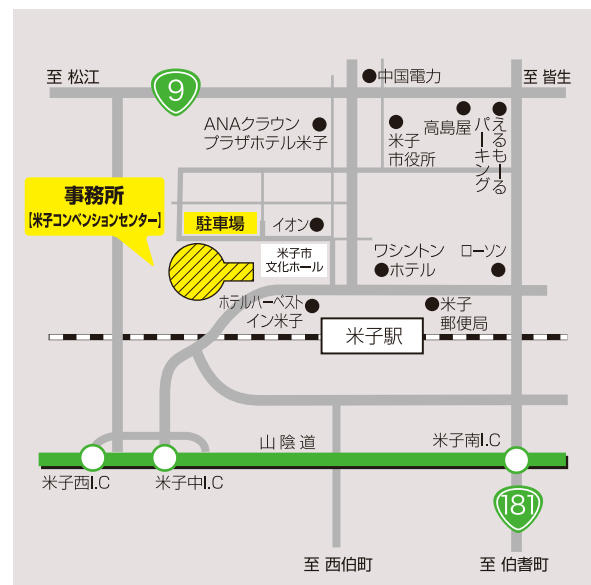 至 松江
9
至 皆生
中国電力
ANAクラウン
プラザホテル米子
米子
市役所
高島屋
えるもーる
パーキング
事務所
【米子コンベンションセンター】
駐車場
イオン
米子市
文化ホール
ワシントン
ホテル
ローソン
ホテルハーベスト
イン米子
米子
郵便局
米子駅
山陰道
米子南I.C
米子西I.C
米子中I.C
181
至 西伯町
至 伯耆町